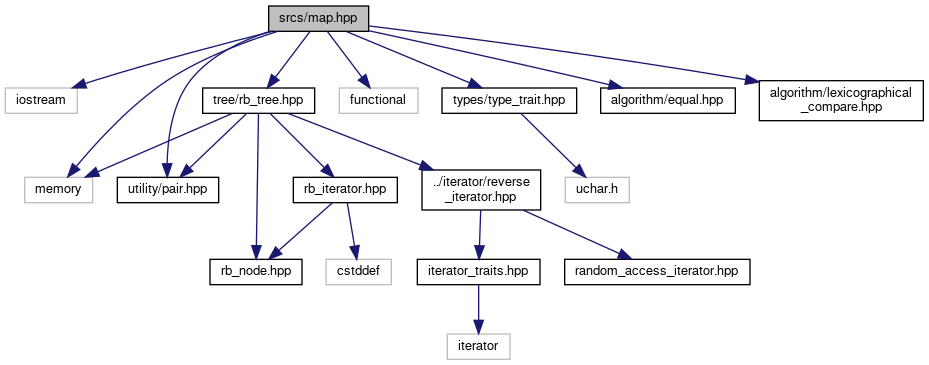 srcs/map.hpp
iostream
tree/rb_tree.hpp
functional
types/type_trait.hpp
algorithm/equal.hpp
algorithm/lexicographical
_compare.hpp
memory
utility/pair.hpp
rb_iterator.hpp
../iterator/reverse
_iterator.hpp
uchar.h
rb_node.hpp
cstddef
iterator_traits.hpp
random_access_iterator.hpp
iterator